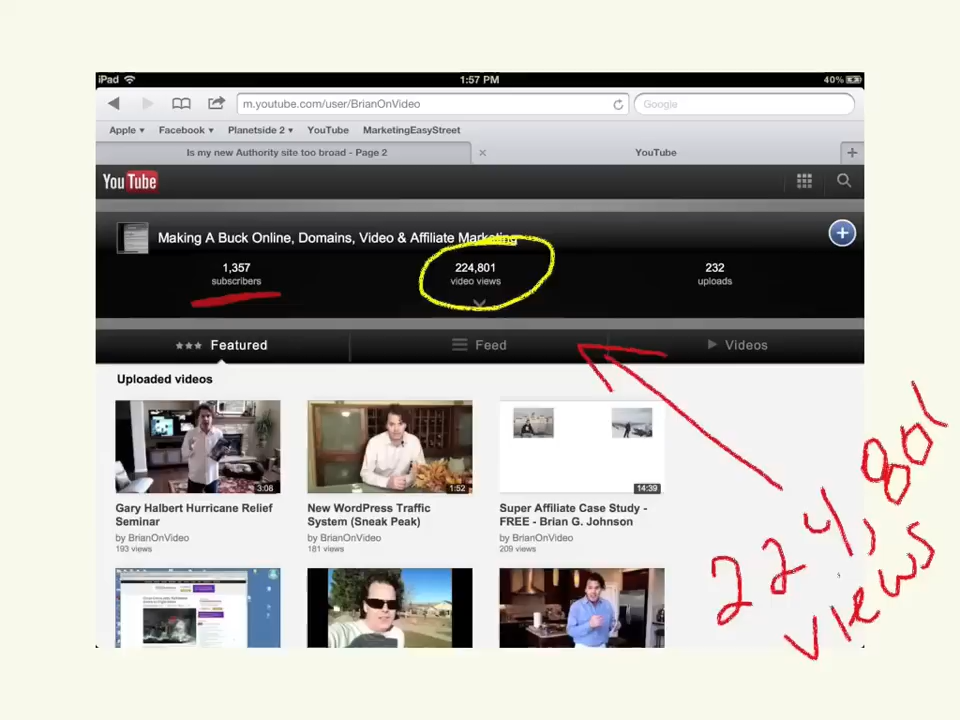 iPad 1:57 PM 40%
m.youtube.com/user/BrianOnVideo Google
Apple Facebook Planetside 2 YouTube MarketingEasyStreet
Is my new Authority site too broad - Page 2 YouTube
YouTube
Making A Buck Online, Domains, Video & Affiliate Marketing
1,357 224,801 232
subscribers video views uploads
Featured Feed Videos
Uploaded videos
3:08 1:52 14:39
Gary Halbert Hurricane Relief
Seminar
by BrianOnVideo
193 views
New WordPress Traffic
System (Sneak Peak)
by BrianOnVideo
181 views
Super Affiliate Case Study -
FREE - Brian G. Johnson
by BrianOnVideo
209 views
224,801
views